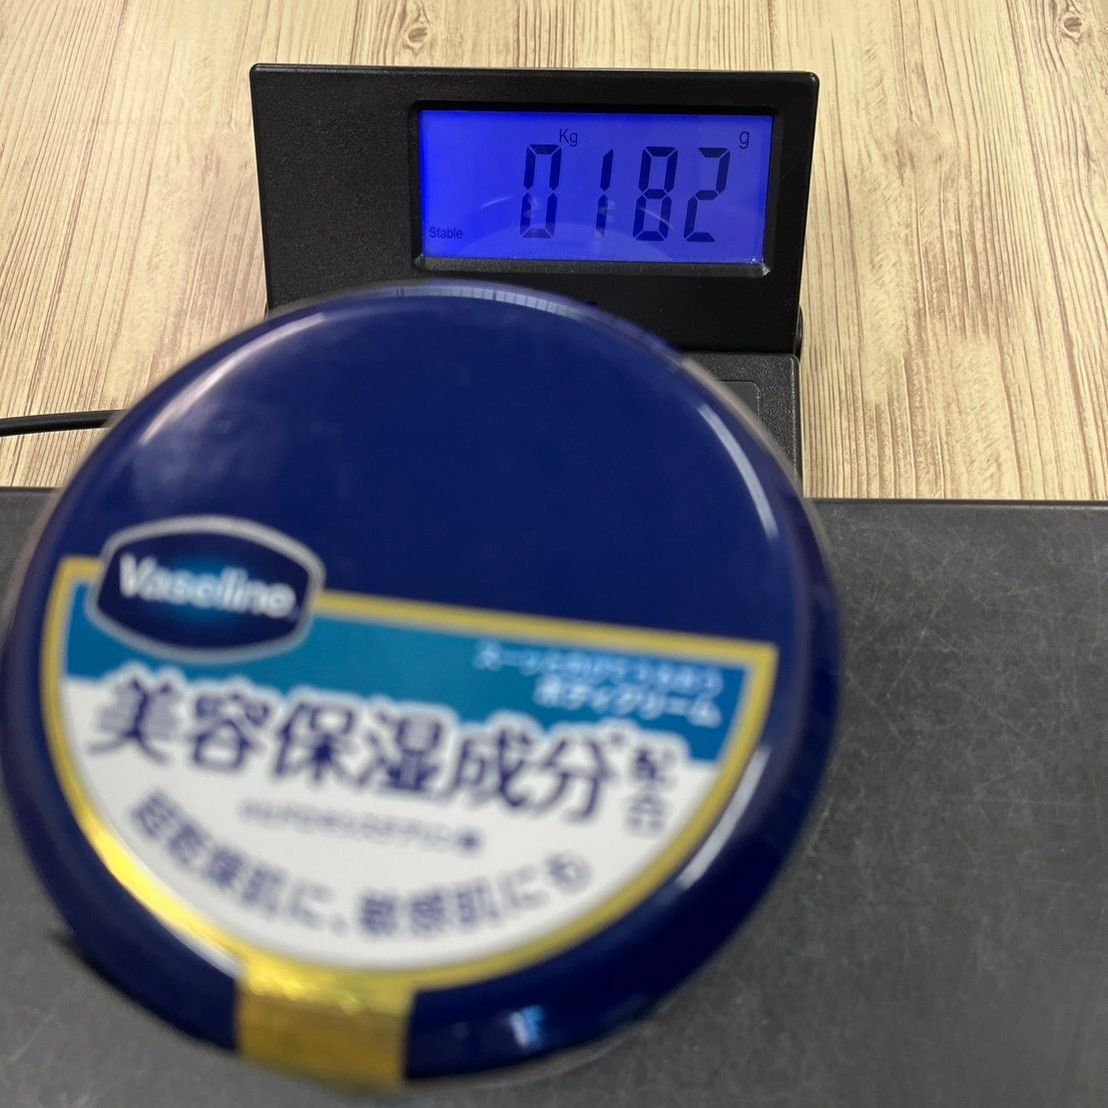 Kg
g
0182
Stable
Vaseline
ボディクリーム
美容保湿成分*配合
超乾燥肌に、敏感肌にも